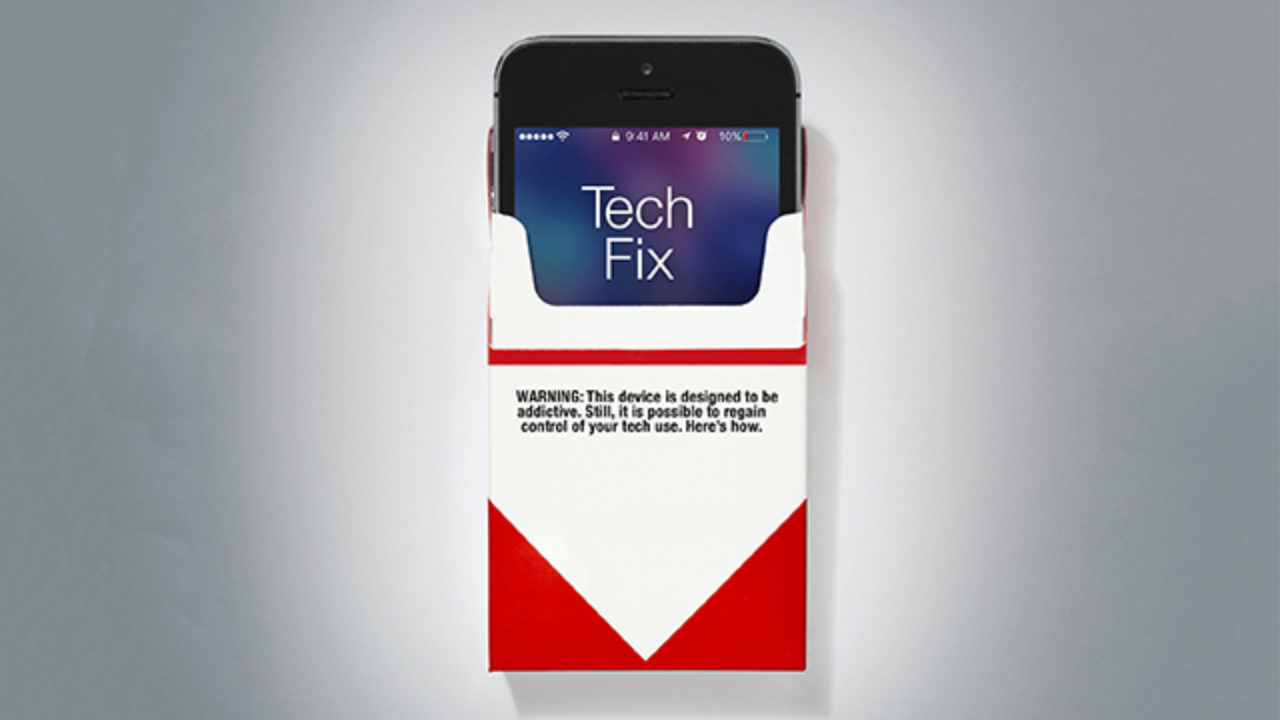 9:41 AM 10%
Tech
Fix
WARNING: This device is designed to be
addictive. Still, it is possible to regain
control of your tech use. Here's how.